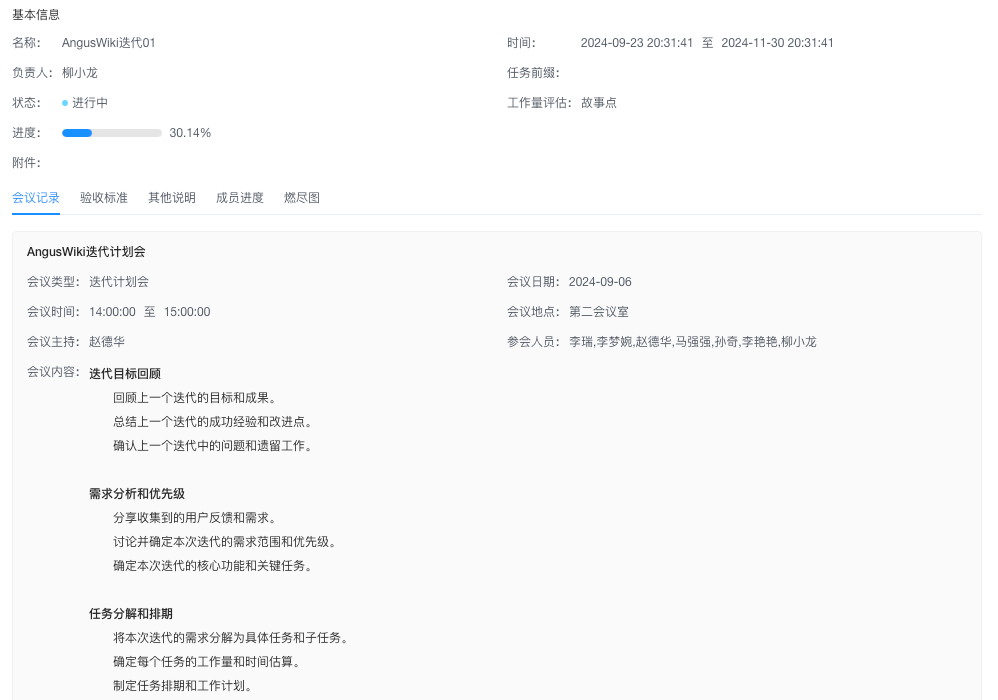 基本信息
名称： AngusWiki迭代01 时间： 2024-09-23 20:31:41 至 2024-11-30 20:31:41
负责人： 柳小龙 任务前缀：
状态： 进行中 工作量评估： 故事点
进度： 30.14%
附件：
会议记录 验收标准 其他说明 成员进度 燃尽图
AngusWiki迭代计划会
会议类型： 迭代计划会 会议日期： 2024-09-06
会议时间： 14:00:00 至 15:00:00 会议地点： 第二会议室
会议主持： 赵德华 参会人员： 李瑞,李梦婉,赵德华,马强强,孙奇,李艳艳,柳小龙
会议内容： 迭代目标回顾
回顾上一个迭代的目标和成果。
总结上一个迭代的成功经验和改进点。
确认上一个迭代中的问题和遗留工作。
需求分析和优先级
分享收集到的用户反馈和需求。
讨论并确定本次迭代的需求范围和优先级。
确定本次迭代的核心功能和关键任务。
任务分解和排期
将本次迭代的需求分解为具体任务和子任务。
确定每个任务的工作量和时间估算。
制定任务排期和工作计划。